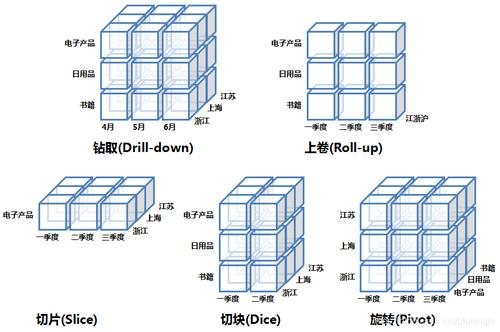 电子产品
日用品
书籍
4月 5月 6月
江苏
上海
浙江
钻取(Drill-down)
电子产品
日用品
书籍
一季度 二季度 三季度
江浙沪
上卷(Roll-up)
电子产品
一季度 二季度 三季度
江苏
上海
浙江
切片(Slice)
电子产品
日用品
书籍
一季度 二季度
江苏
上海
浙江
切块(Dice)
江苏
上海
浙江
一季度 二季度 三季度
书籍
日用品
电子产品
旋转(Pivot)